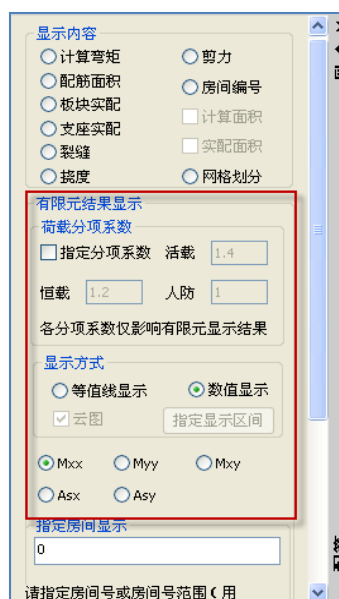 显示内容
计算弯矩 剪力
配筋面积 房间编号
板块实配 计算面积
支座实配 实配面积
裂缝
挠度 网格划分
有限元结果显示
荷载分项系数
指定分项系数 活载 1.4
恒载 1.2 人防 1
各分项系数仅影响有限元显示结果
显示方式
等值线显示 数值显示
云图 指定显示区间
Mxx Myy Mxy
Asx Asy
指定房间显示
0
请指定房间号或房间号范围(用